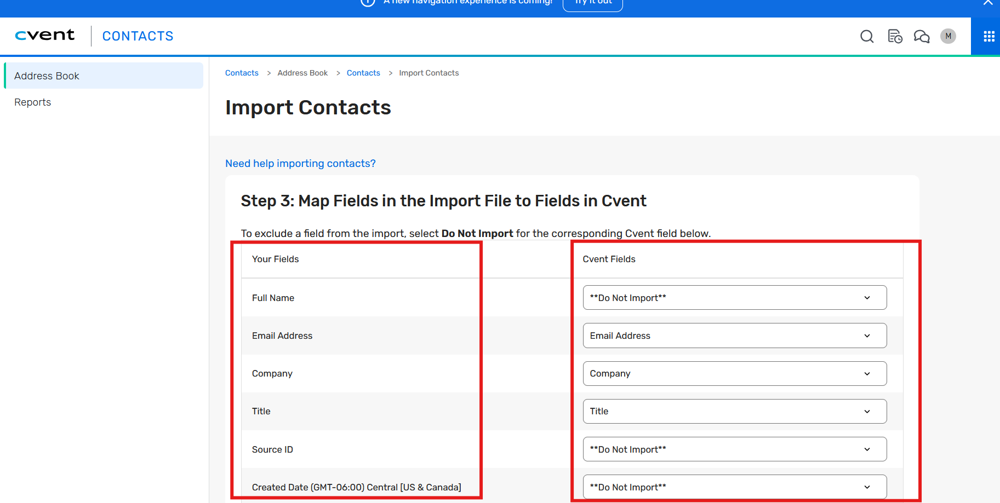 A new navigation experience is coming! Try it out
cvent CONTACTS M
Address Book
Reports
Contacts > Address Book > Contacts > Import Contacts
Import Contacts
Need help importing contacts?
Step 3: Map Fields in the Import File to Fields in Cvent
To exclude a field from the import, select Do Not Import for the corresponding Cvent field below.
Your Fields Cvent Fields
Full Name **Do Not Import**
Email Address Email Address
Company Company
Title Title
Source ID **Do Not Import**
Created Date (GMT-06:00) Central [US & Canada] **Do Not Import**